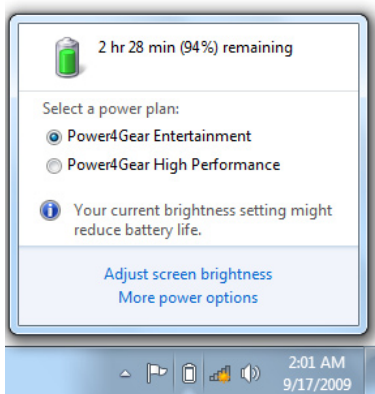 2 hr 28 min (94%) remaining
Select a power plan:
Power4Gear Entertainment
Power4Gear High Performance
Your current brightness setting might
reduce battery life.
Adjust screen brightness
More power options
2:01 AM
9/17/2009